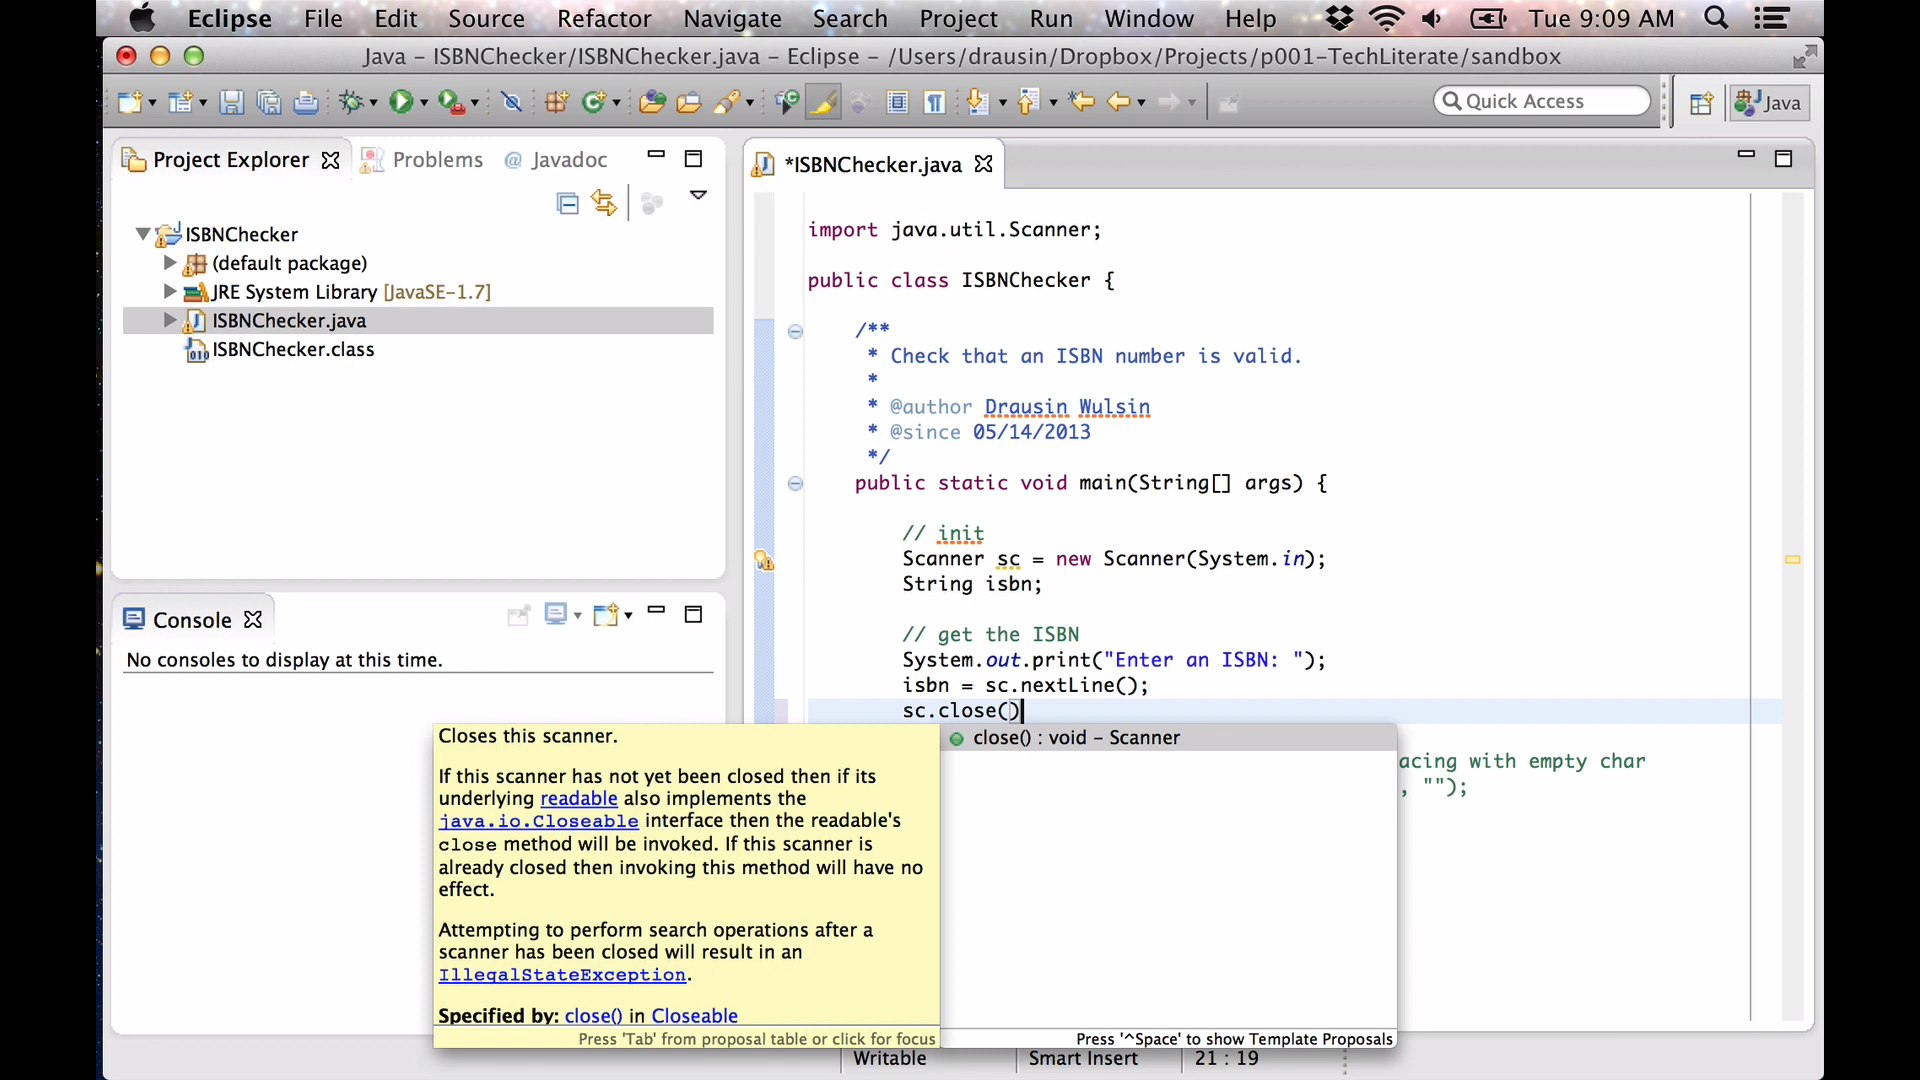 Eclipse File Edit Source Refactor Navigate Search Project Run Window Help Tue 9:09 AM
Java – ISBNChecker/ISBNChecker.java – Eclipse – /Users/drausin/Dropbox/Projects/p001-TechLiterate/sandbox
Quick Access
Java
Project Explorer
Problems
@ Javadoc
ISBNChecker
(default package)
JRE System Library [JavaSE-1.7]
ISBNChecker.java
ISBNChecker.class
Console
No consoles to display at this time.
*ISBNChecker.java
import java.util.Scanner;
public class ISBNChecker {
/**
* Check that an ISBN number is valid.
*
* @author Drausin Wulsin
* @since 05/14/2013
*/
public static void main(String[] args) {
// init
Scanner sc = new Scanner(System.in);
String isbn;
// get the ISBN
System.out.print("Enter an ISBN: ");
isbn = sc.nextLine();
sc.close()
acing with empty char
, "");
Closes this scanner.
If this scanner has not yet been closed then if its
underlying readable also implements the
java.io.Closeable interface then the readable's
close method will be invoked. If this scanner is
already closed then invoking this method will have no
effect.
Attempting to perform search operations after a
scanner has been closed will result in an
IllegalStateException.
Specified by: close() in Closeable
Press 'Tab' from proposal table or click for focus
close() : void – Scanner
Press '^Space' to show Template Proposals
Writable
Smart Insert
21 : 19